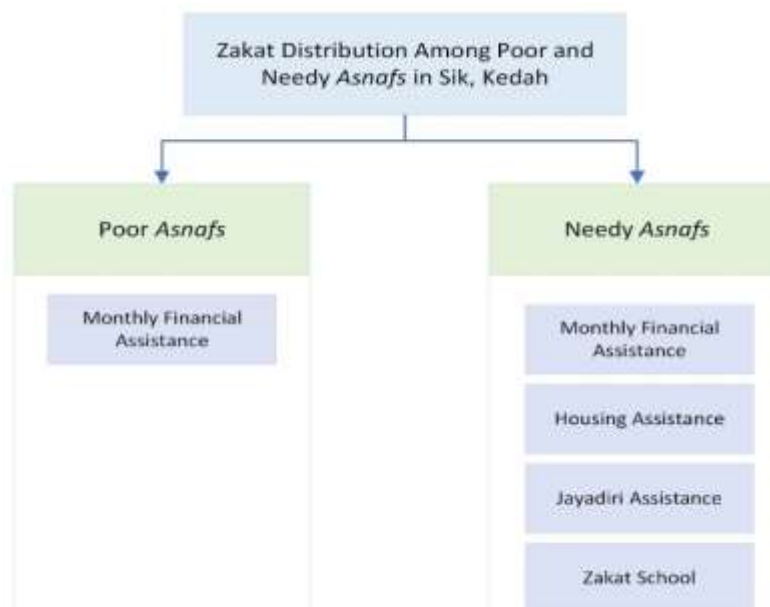 Zakat Distribution Among Poor and
Needy Asnafs in Sik, Kedah
Poor Asnafs
Monthly Financial
Assistance
Needy Asnafs
Monthly Financial
Assistance
Housing Assistance
Jayadiri Assistance
Zakat School